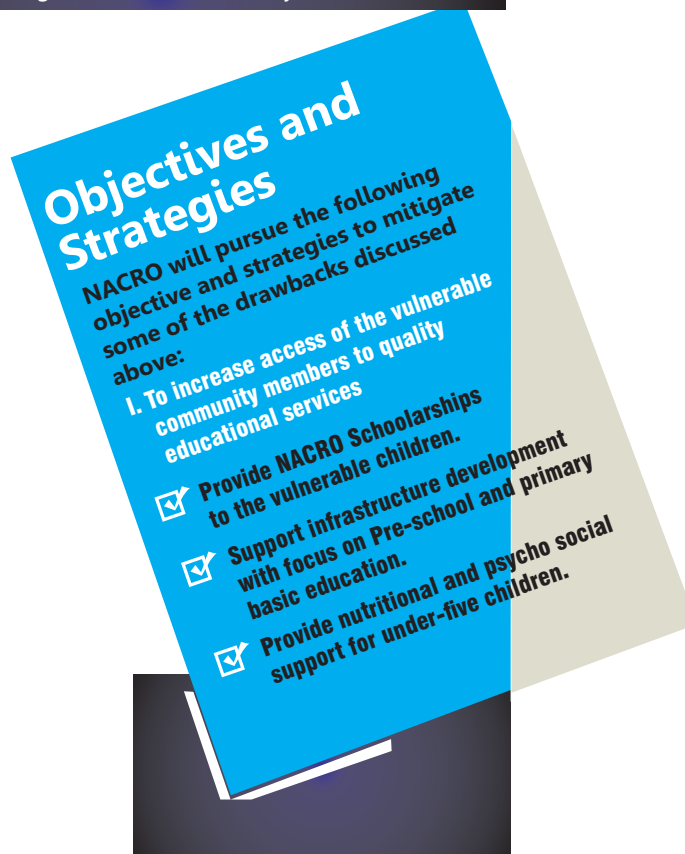 Objectives and
Strategies
NACRO will pursue the following
objective and strategies to mitigate
some of the drawbacks discussed
above:
I. To increase access of the vulnerable
community members to quality
educational services
Provide NACRO Schoolarships
to the vulnerable children.
Support infrastructure development
with focus on Pre-school and primary
basic education.
Provide nutritional and psycho social
support for under-five children.